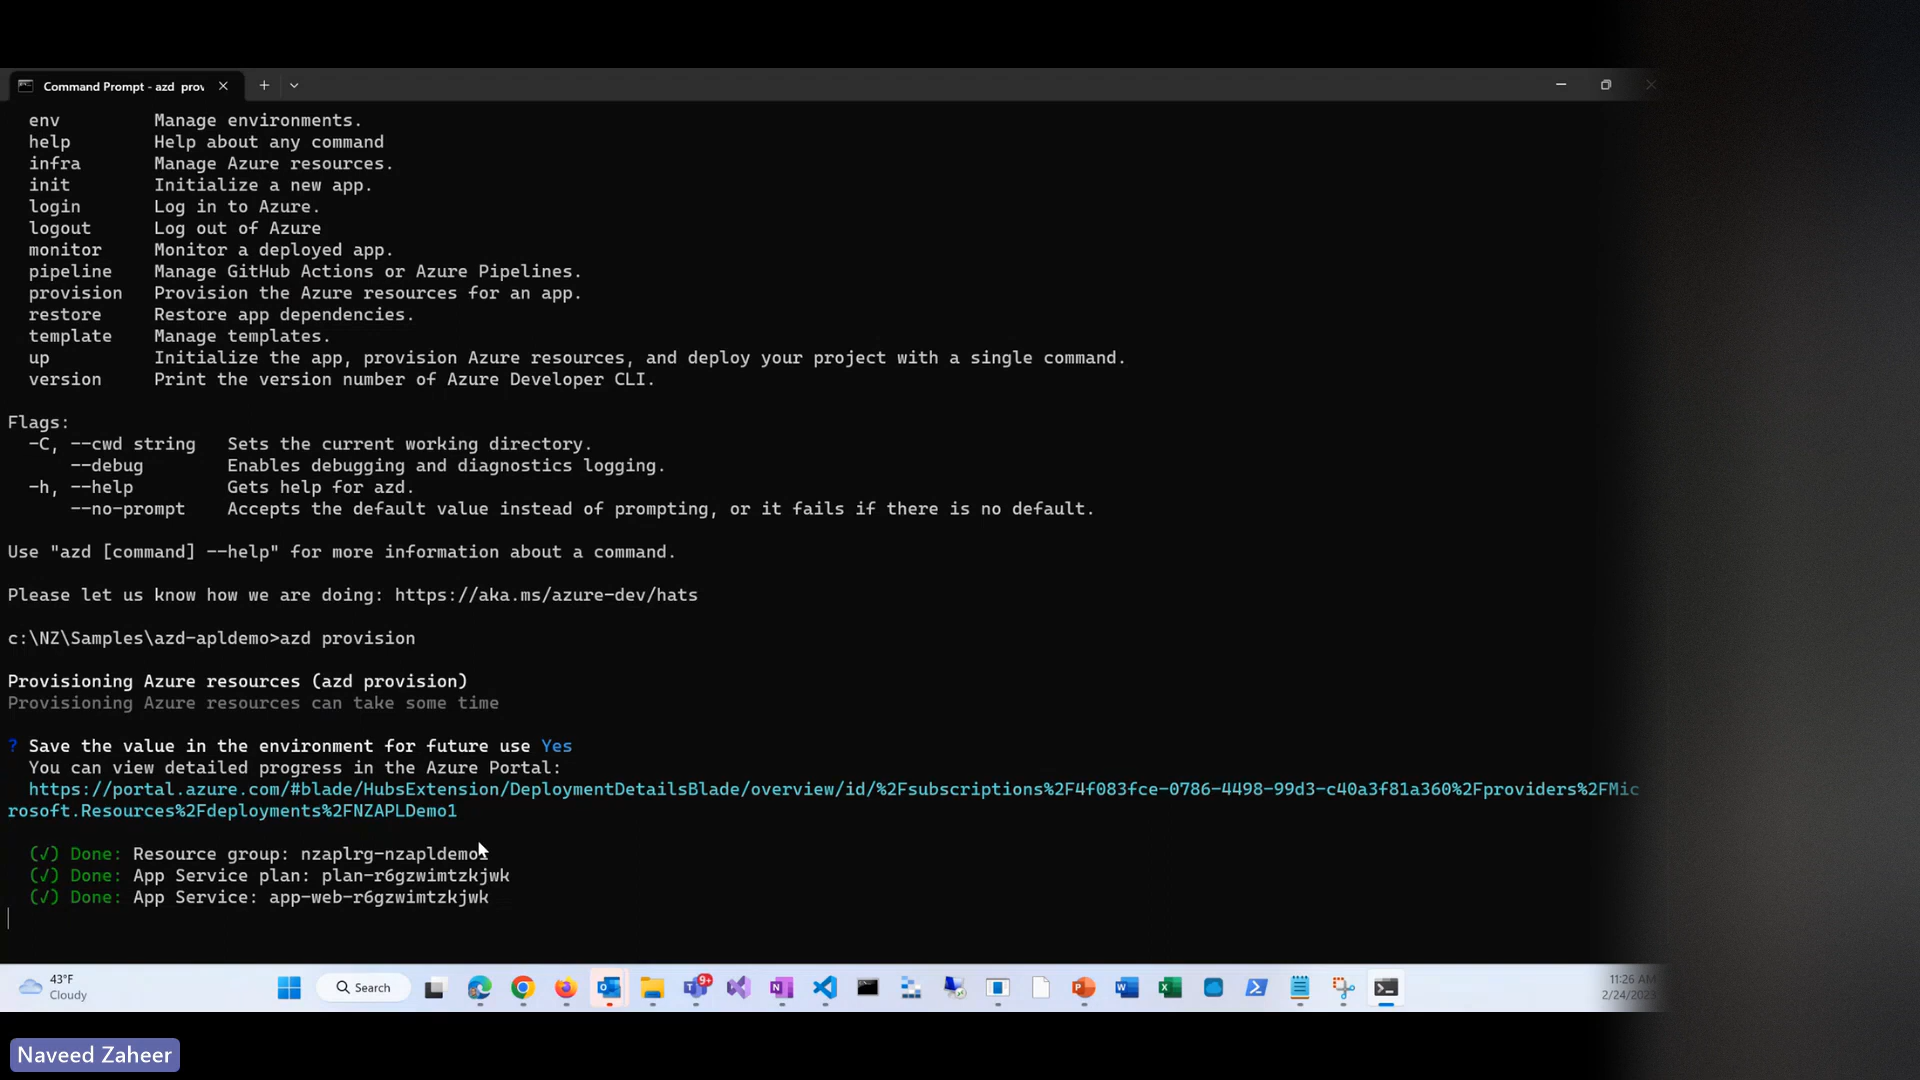 Command Prompt - azd prov
env Manage environments.
help Help about any command
infra Manage Azure resources.
init Initialize a new app.
login Log in to Azure.
logout Log out of Azure
monitor Monitor a deployed app.
pipeline Manage GitHub Actions or Azure Pipelines.
provision Provision the Azure resources for an app.
restore Restore app dependencies.
template Manage templates.
up Initialize the app, provision Azure resources, and deploy your project with a single command.
version Print the version number of Azure Developer CLI.
Flags:
-C, --cwd string Sets the current working directory.
--debug Enables debugging and diagnostics logging.
-h, --help Gets help for azd.
--no-prompt Accepts the default value instead of prompting, or it fails if there is no default.
Use "azd [command] --help" for more information about a command.
Please let us know how we are doing: https://aka.ms/azure-dev/hats
c:\NZ\Samples\azd-apldemo>azd provision
Provisioning Azure resources (azd provision)
Provisioning Azure resources can take some time
? Save the value in the environment for future use Yes
You can view detailed progress in the Azure Portal:
https://portal.azure.com/#blade/HubsExtension/DeploymentDetailsBlade/overview/id/%2Fsubscriptions%2F4f083fce-0786-4498-99d3-c40a3f81a360%2Fproviders%2FMic
rosoft.Resources%2Fdeployments%2FNZAPLDemo1
(✓) Done: Resource group: nzaplrg-nzapldemo1
(✓) Done: App Service plan: plan-r6gzwimtzkjwk
(✓) Done: App Service: app-web-r6gzwimtzkjwk
43°F
Cloudy
Search
9+
11:26 AM
2/24/2023
Naveed Zaheer